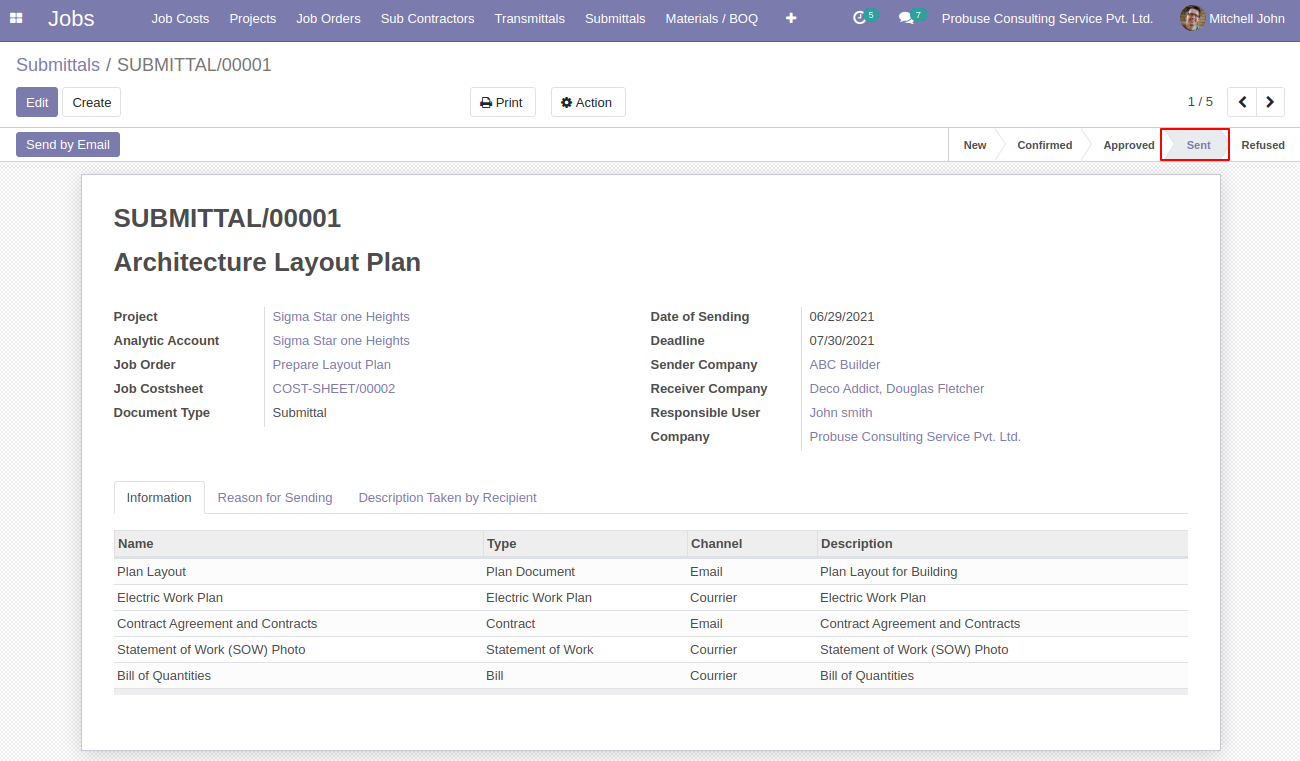 Jobs Job Costs Projects Job Orders Sub Contractors Transmittals Submittals Materials / BOQ 5 7 Probuse Consulting Service Pvt. Ltd. Mitchell John
Submittals / SUBMITTAL/00001
Edit Create Print Action 1 / 5
Send by Email New Confirmed Approved Sent Refused
SUBMITTAL/00001
Architecture Layout Plan
Project Sigma Star one Heights Date of Sending 06/29/2021
Analytic Account Sigma Star one Heights Deadline 07/30/2021
Job Order Prepare Layout Plan Sender Company ABC Builder
Job Costsheet COST-SHEET/00002 Receiver Company Deco Addict, Douglas Fletcher
Document Type Submittal Responsible User John smith
Company Probuse Consulting Service Pvt. Ltd.
Information Reason for Sending Description Taken by Recipient
Name Type Channel Description
Plan Layout Plan Document Email Plan Layout for Building
Electric Work Plan Electric Work Plan Courrier Electric Work Plan
Contract Agreement and Contracts Contract Email Contract Agreement and Contracts
Statement of Work (SOW) Photo Statement of Work Courrier Statement of Work (SOW) Photo
Bill of Quantities Bill Courrier Bill of Quantities